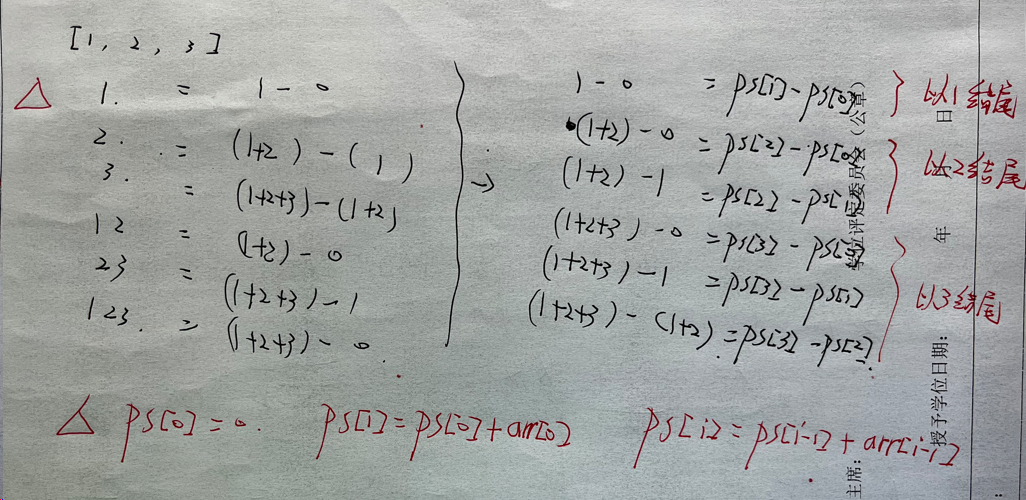 [1, 2, 3]
△ 1. = 1 - 0
2. = (1+2) - (1)
3. = (1+2+3) - (1+2)
12 = (1+2) - 0
23 = (1+2+3) - 1
123. = (1+2+3) - 0.
→
1 - 0 = ps[1] - ps[0] } 以1结尾
(1+2) - 0 = ps[2] - ps[0]
(1+2) - 1 = ps[2] - ps[1] } 以2结尾
(1+2+3) - 0 = ps[3] - ps[0]
(1+2+3) - 1 = ps[3] - ps[1] } 以3结尾
(1+2+3) - (1+2) = ps[3] - ps[2]
△ ps[0] = 0. ps[1] = ps[0] + arr[0] ps[i] = ps[i-1] + arr[i-1]
学位评定委员会(公章)
主席:
授予学位日期: 年 月 日